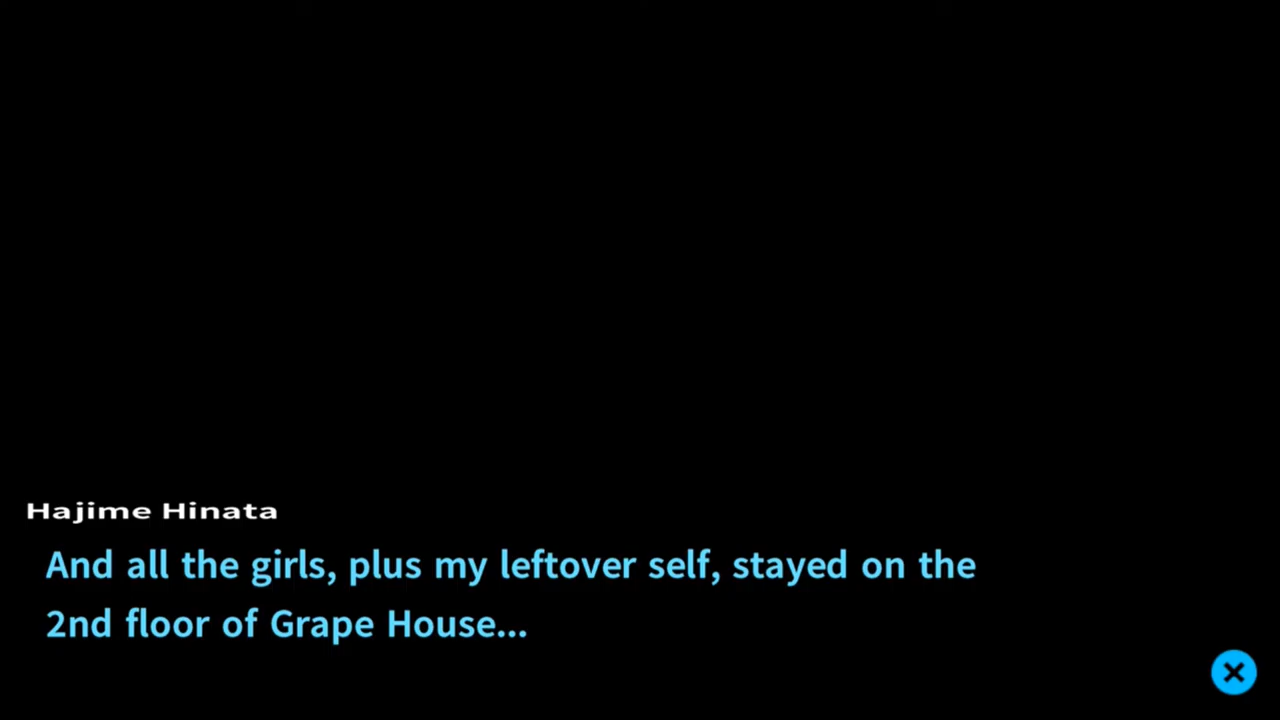 Hajime Hinata
And all the girls, plus my leftover self, stayed on the
2nd floor of Grape House...